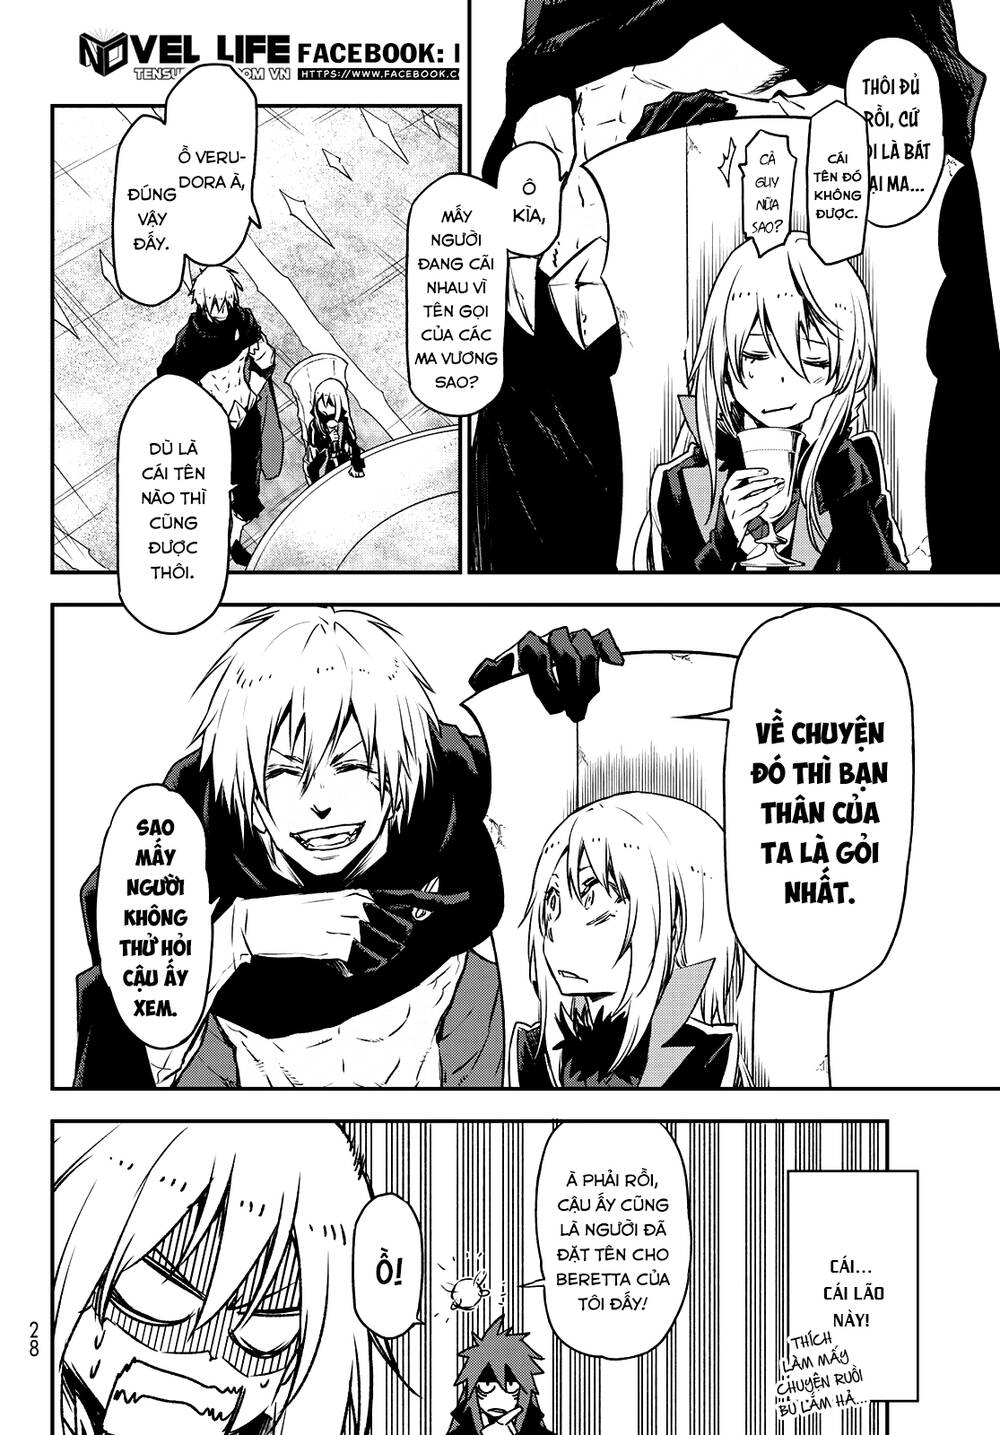 NOVEL LIFE
FACEBOOK:
HTTPS://WWW.FACEBOOK.
THÔI ĐỦ
RỒI, CỨ
LÀ BÁT
MA...
CÁI
TÊN ĐÓ
KHÔNG
ĐƯỢC.
CẢ
GUY
NỮA
SAO?
Ô
KÌA,
MẤY
NGƯỜI
ĐANG CÃI
NHAU VÌ
TÊN GỌI
CỦA CÁC
MA VƯƠNG
SAO?
Ồ VERU-
DORA À,
ĐÚNG
VẬY
ĐẤY.
DÙ LÀ
CÁI TÊN
NÀO THÌ
CŨNG
ĐƯỢC
THÔI.
VỀ CHUYỆN
ĐÓ THÌ BẠN
THÂN CỦA
TA LÀ GIỎI
NHẤT.
SAO
MẤY
NGƯỜI
KHÔNG
THỬ HỎI
CẬU ẤY
XEM.
CÁI...
CÁI LÃO
NÀY!
THÍCH
LÀM MẤY
CHUYỆN RUỒI
BU LẮM HẢ...
À PHẢI RỒI,
CẬU ẤY CŨNG
LÀ NGƯỜI ĐÃ
ĐẶT TÊN CHO
BERETTA CỦA
TÔI ĐẤY!
Ồ!
28